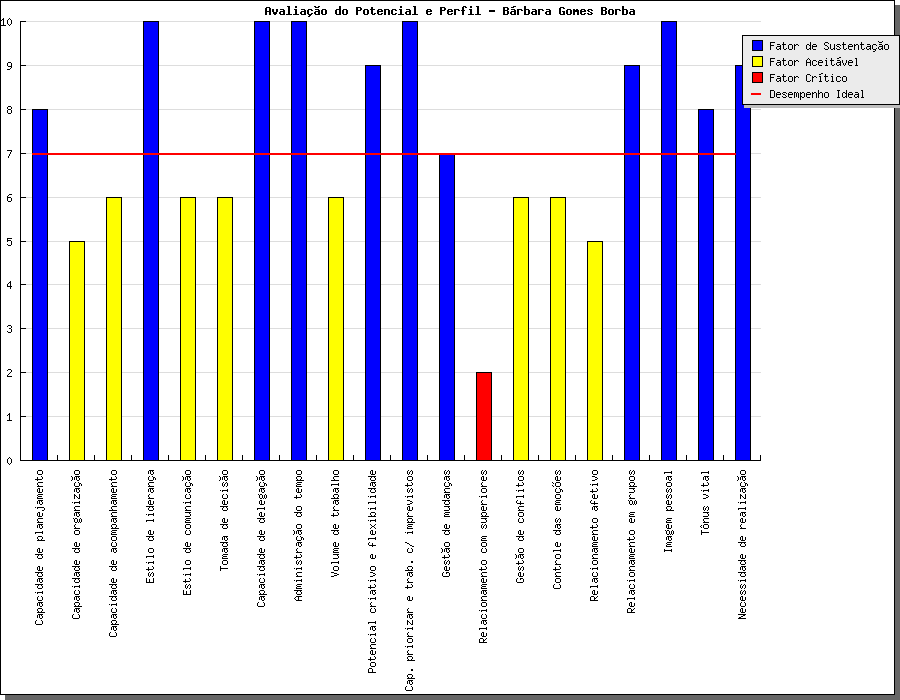 Avaliação do Potencial e Perfil - Bárbara Gomes Borba
10
9
8
7
6
5
4
3
2
1
0
Fator de Sustentação
Fator Aceitável
Fator Crítico
Desempenho Ideal
Capacidade de planejamento
Capacidade de organização
Capacidade de acompanhamento
Estilo de liderança
Estilo de comunicação
Tomada de decisão
Capacidade de delegação
Administração do tempo
Volume de trabalho
Potencial criativo e flexibilidade
Cap. priorizar e trab. c/ imprevistos
Gestão de mudanças
Relacionamento com superiores
Gestão de conflitos
Controle das emoções
Relacionamento afetivo
Relacionamento em grupos
Imagem pessoal
Tônus vital
Necessidade de realização